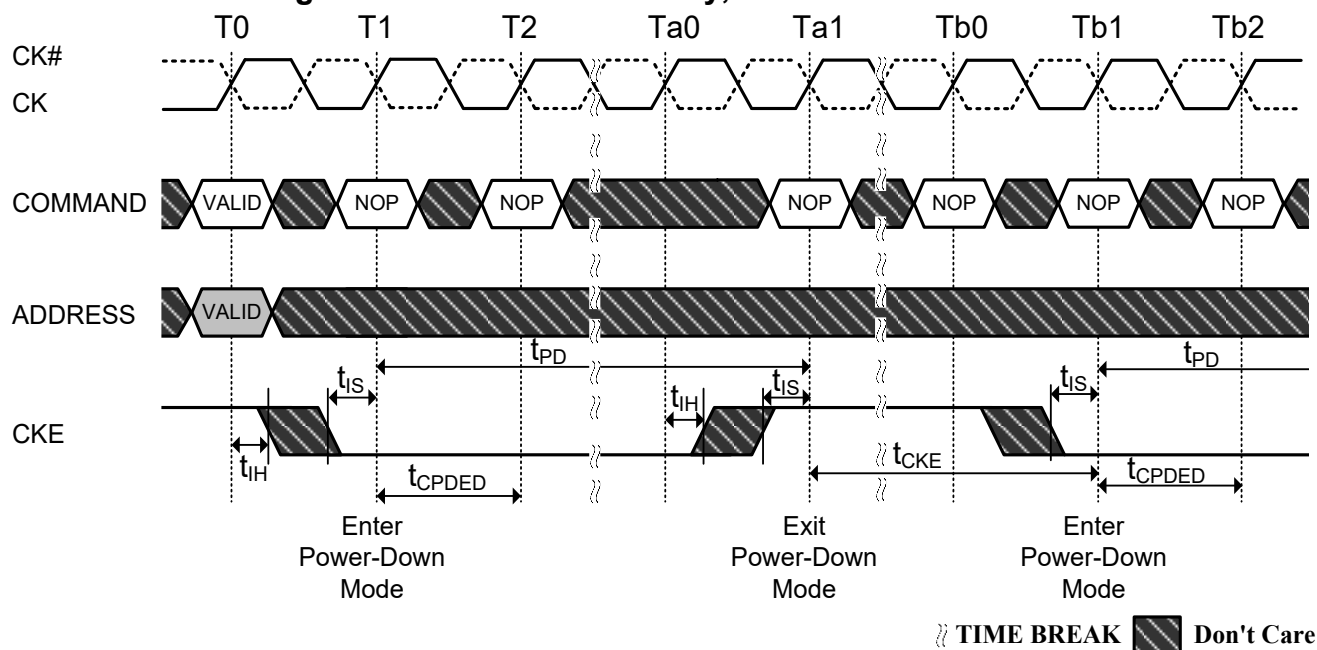 T0 T1 T2 Ta0 Ta1 Tb0 Tb1 Tb2
CK#
CK
COMMAND VALID NOP NOP NOP NOP NOP NOP
ADDRESS VALID
tPD tPD
tIS tIH tIS tIS
CKE
tIH tCPDED tCKE tCPDED
Enter Power-Down Mode
Exit Power-Down Mode
Enter Power-Down Mode
TIME BREAK Don't Care